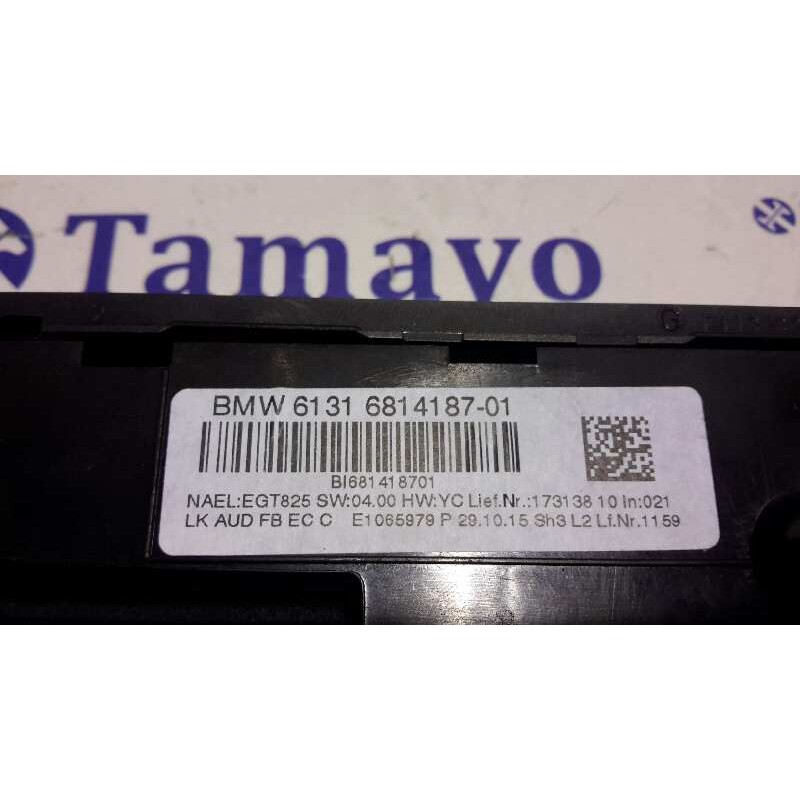 Tamayo
BMW 6131 6814187-01
BI681418701
NAEL:EGT825 SW:04.00 HW:YC Lief.Nr.:173138 10 In:021
LK AUD FB EC C E1065979 P 29.10.15 Sh3 L2 Lf.Nr.1159